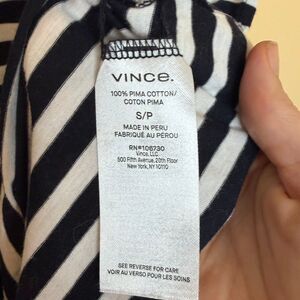 VINCE.
100% PIMA COTTON/
COTON PIMA
S/P
MADE IN PERU
FABRIQUÉ AU PÉROU
RN#106730
Vince, LLC
500 Fifth Avenue, 20th Floor
New York, NY 10110
SEE REVERSE FOR CARE
VOIR AU VERSO POUR LES SOINS